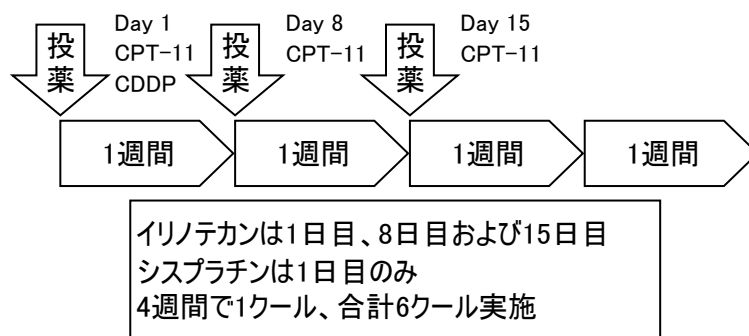 投薬
Day 1
CPT-11
CDDP
投薬
Day 8
CPT-11
投薬
Day 15
CPT-11
1週間
1週間
1週間
1週間
イリノテカンは1日目、8日目および15日目
シスプラチンは1日目のみ
4週間で1クール、合計6クール実施